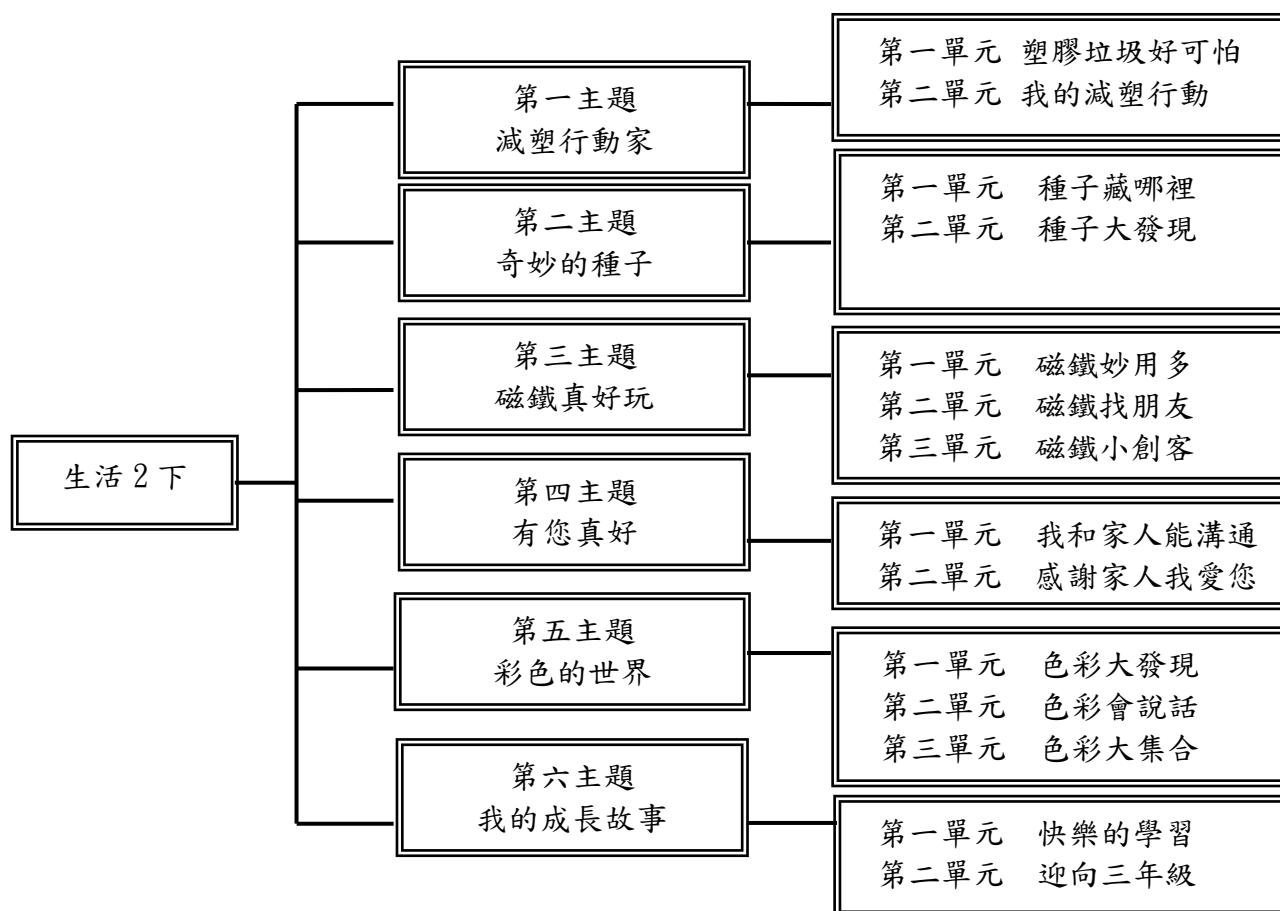 生活2下
第一主題
減塑行動家
第一單元 塑膠垃圾好可怕
第二單元 我的減塑行動
第二主題
奇妙的種子
第一單元 種子藏哪裡
第二單元 種子大發現
第三主題
磁鐵真好玩
第一單元 磁鐵妙用多
第二單元 磁鐵找朋友
第三單元 磁鐵小創客
第四主題
有您真好
第一單元 我和家人能溝通
第二單元 感謝家人我愛您
第五主題
彩色的世界
第一單元 色彩大發現
第二單元 色彩會說話
第三單元 色彩大集合
第六主題
我的成長故事
第一單元 快樂的學習
第二單元 迎向三年級